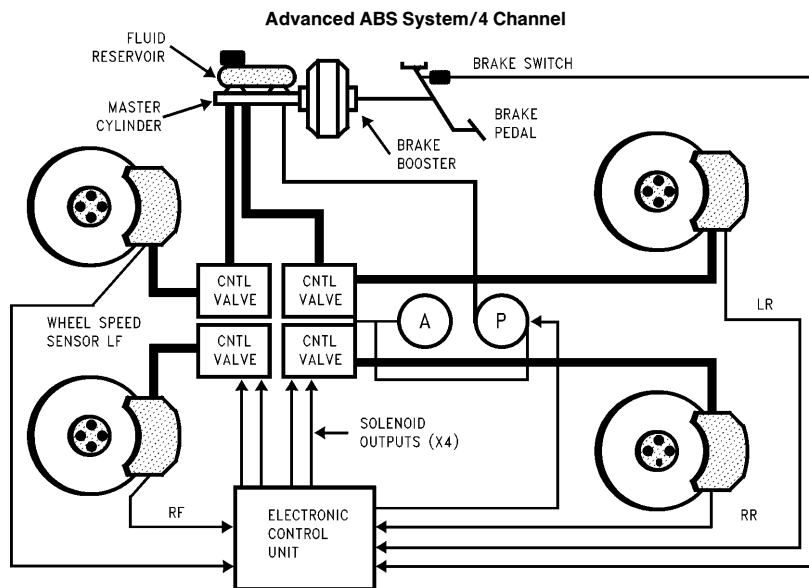 Advanced ABS System/4 Channel
FLUID
RESERVOIR
BRAKE SWITCH
MASTER
CYLINDER
BRAKE
PEDAL
BRAKE
BOOSTER
CNTL
VALVE
CNTL
VALVE
WHEEL SPEED
SENSOR LF
A
P
LR
CNTL
VALVE
CNTL
VALVE
SOLENOID
OUTPUTS (X4)
RF
ELECTRONIC
CONTROL
UNIT
RR